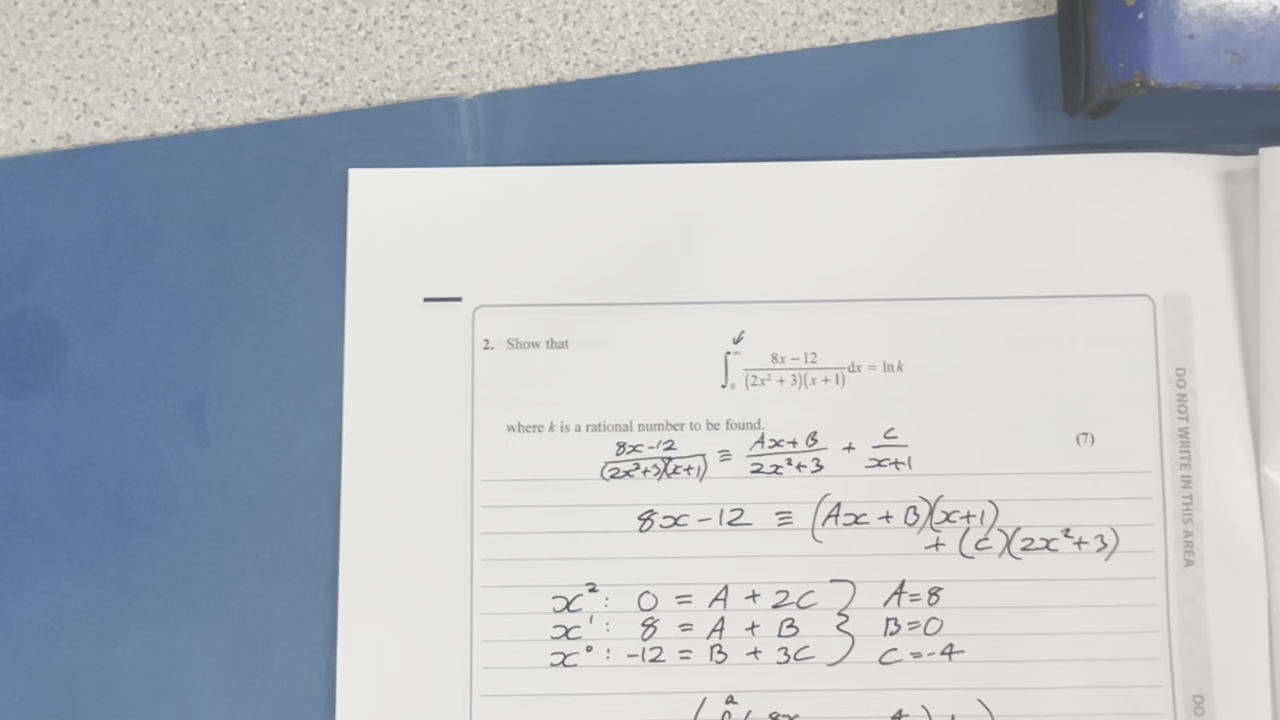 2. Show that
∫₀^∞ (8x − 12)/((2x² + 3)(x + 1)) dx = ln k
where k is a rational number to be found.
(7)
(8x−12)/((2x²+3)(x+1)) ≡ (Ax+B)/(2x²+3) + C/(x+1)
8x−12 ≡ (Ax+B)(x+1)
+ (C)(2x²+3)
x²: 0 = A + 2C } A=8
x¹: 8 = A + B } B=0
x⁰: −12 = B + 3C } C=−4
DO NOT WRITE IN THIS AREA
DO